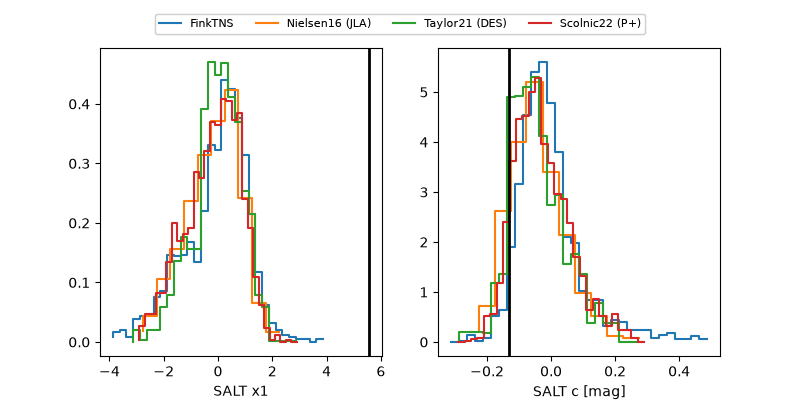 FinkTNS Nielsen16 (JLA) Taylor21 (DES) Scolnic22 (P+)
0.4
0.3
0.2
0.1
0.0
−4 −2 0 2 4 6
SALT x1
5
4
3
2
1
0
−0.2 0.0 0.2 0.4
SALT c [mag]